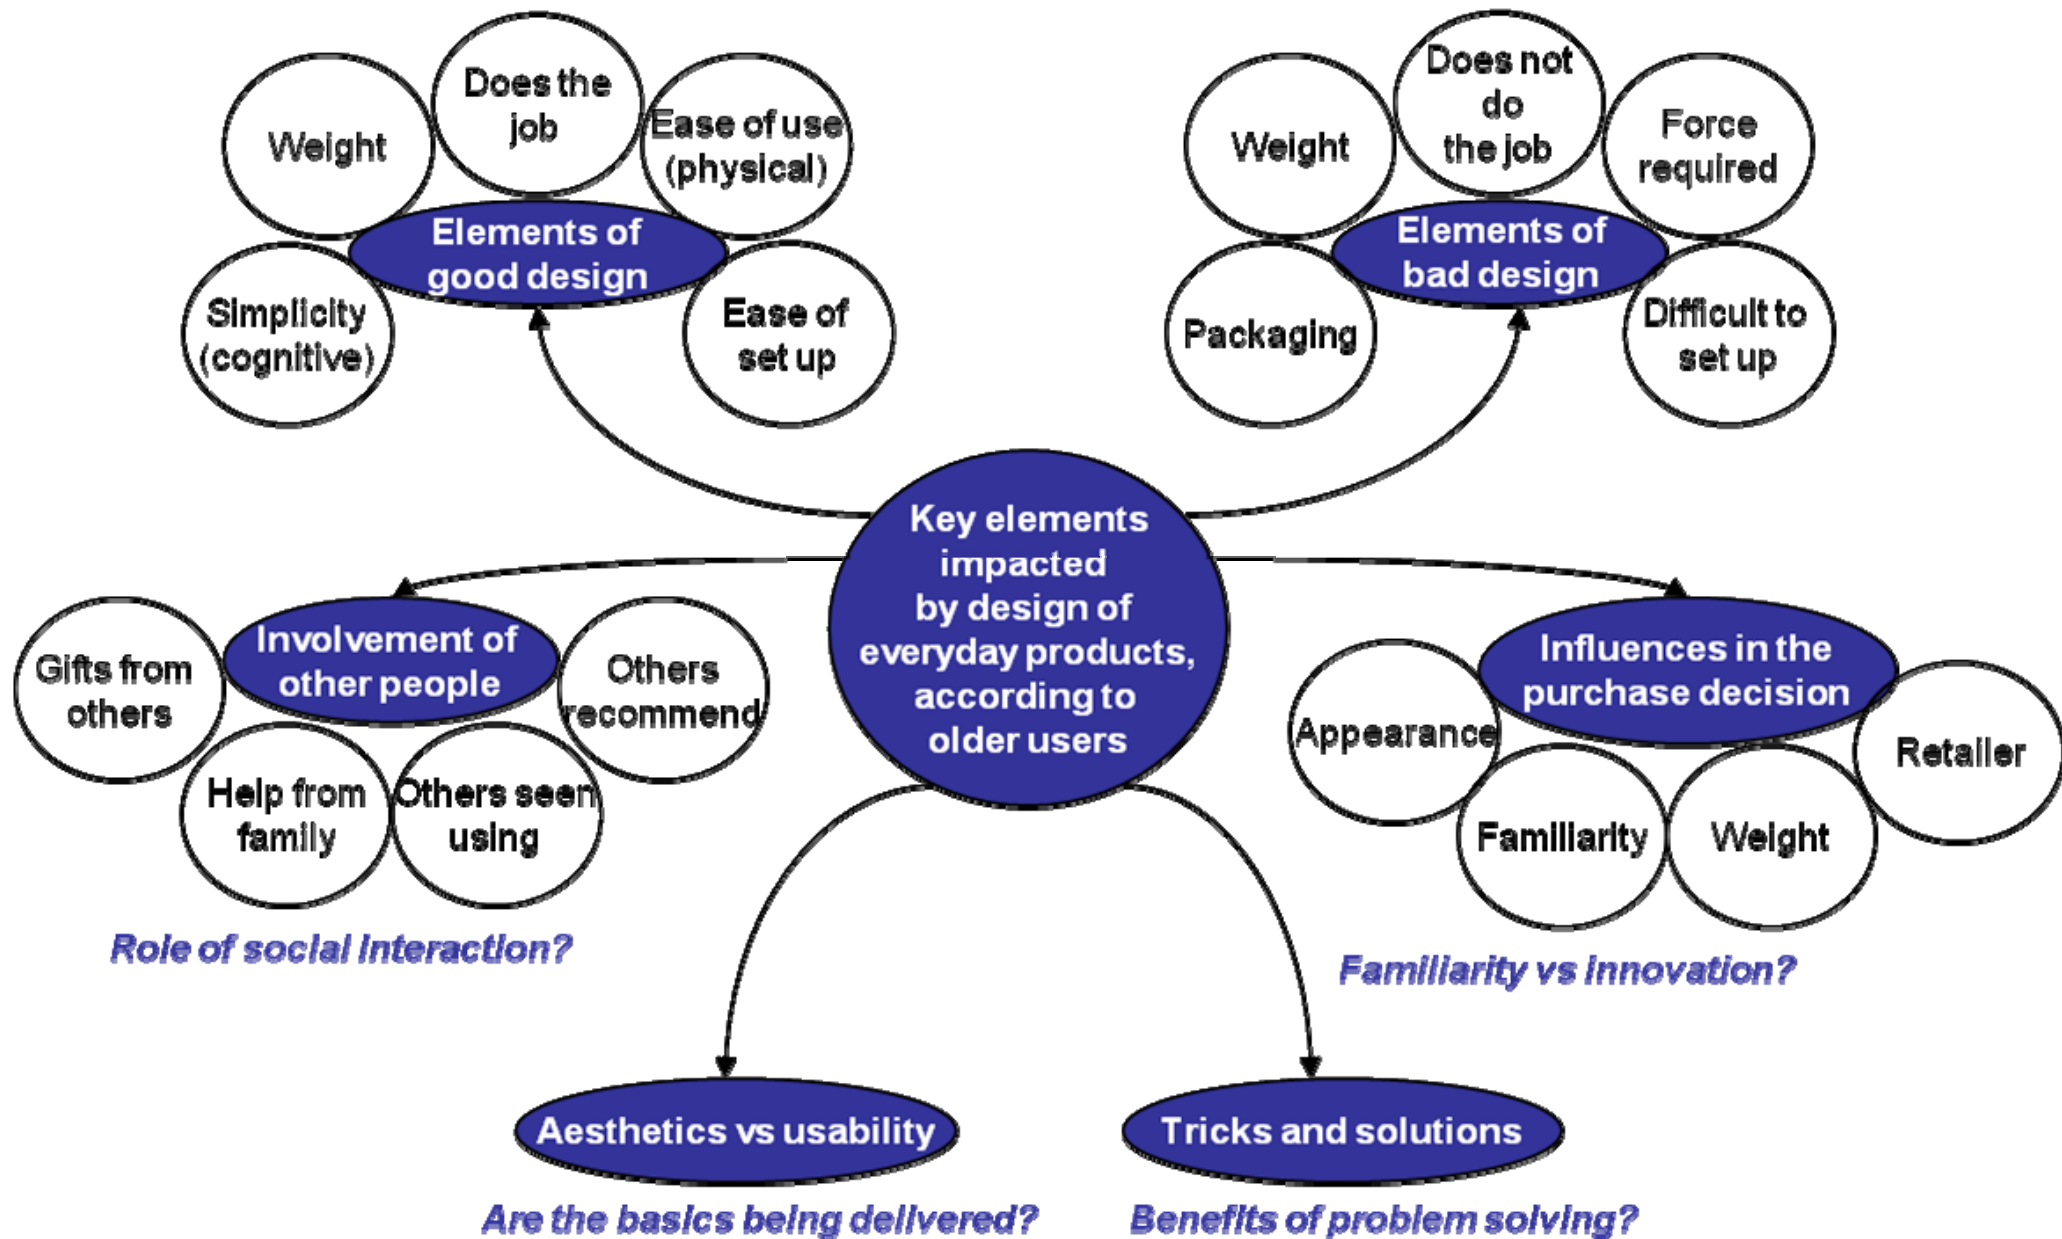 Does the
job
Weight
Ease of use
(physical)
Elements of
good design
Simplicity
(cognitive)
Ease of
set up
Does not
do
the job
Weight
Force
required
Elements of
bad design
Packaging
Difficult to
set up
Key elements
impacted
by design of
everyday products,
according to
older users
Involvement of
other people
Gifts from
others
Others
recommend
Help from
family
Others seen
using
Role of social interaction?
Influences in the
purchase decision
Appearance
Retailer
Familiarity
Weight
Familiarity vs innovation?
Aesthetics vs usability
Are the basics being delivered?
Tricks and solutions
Benefits of problem solving?